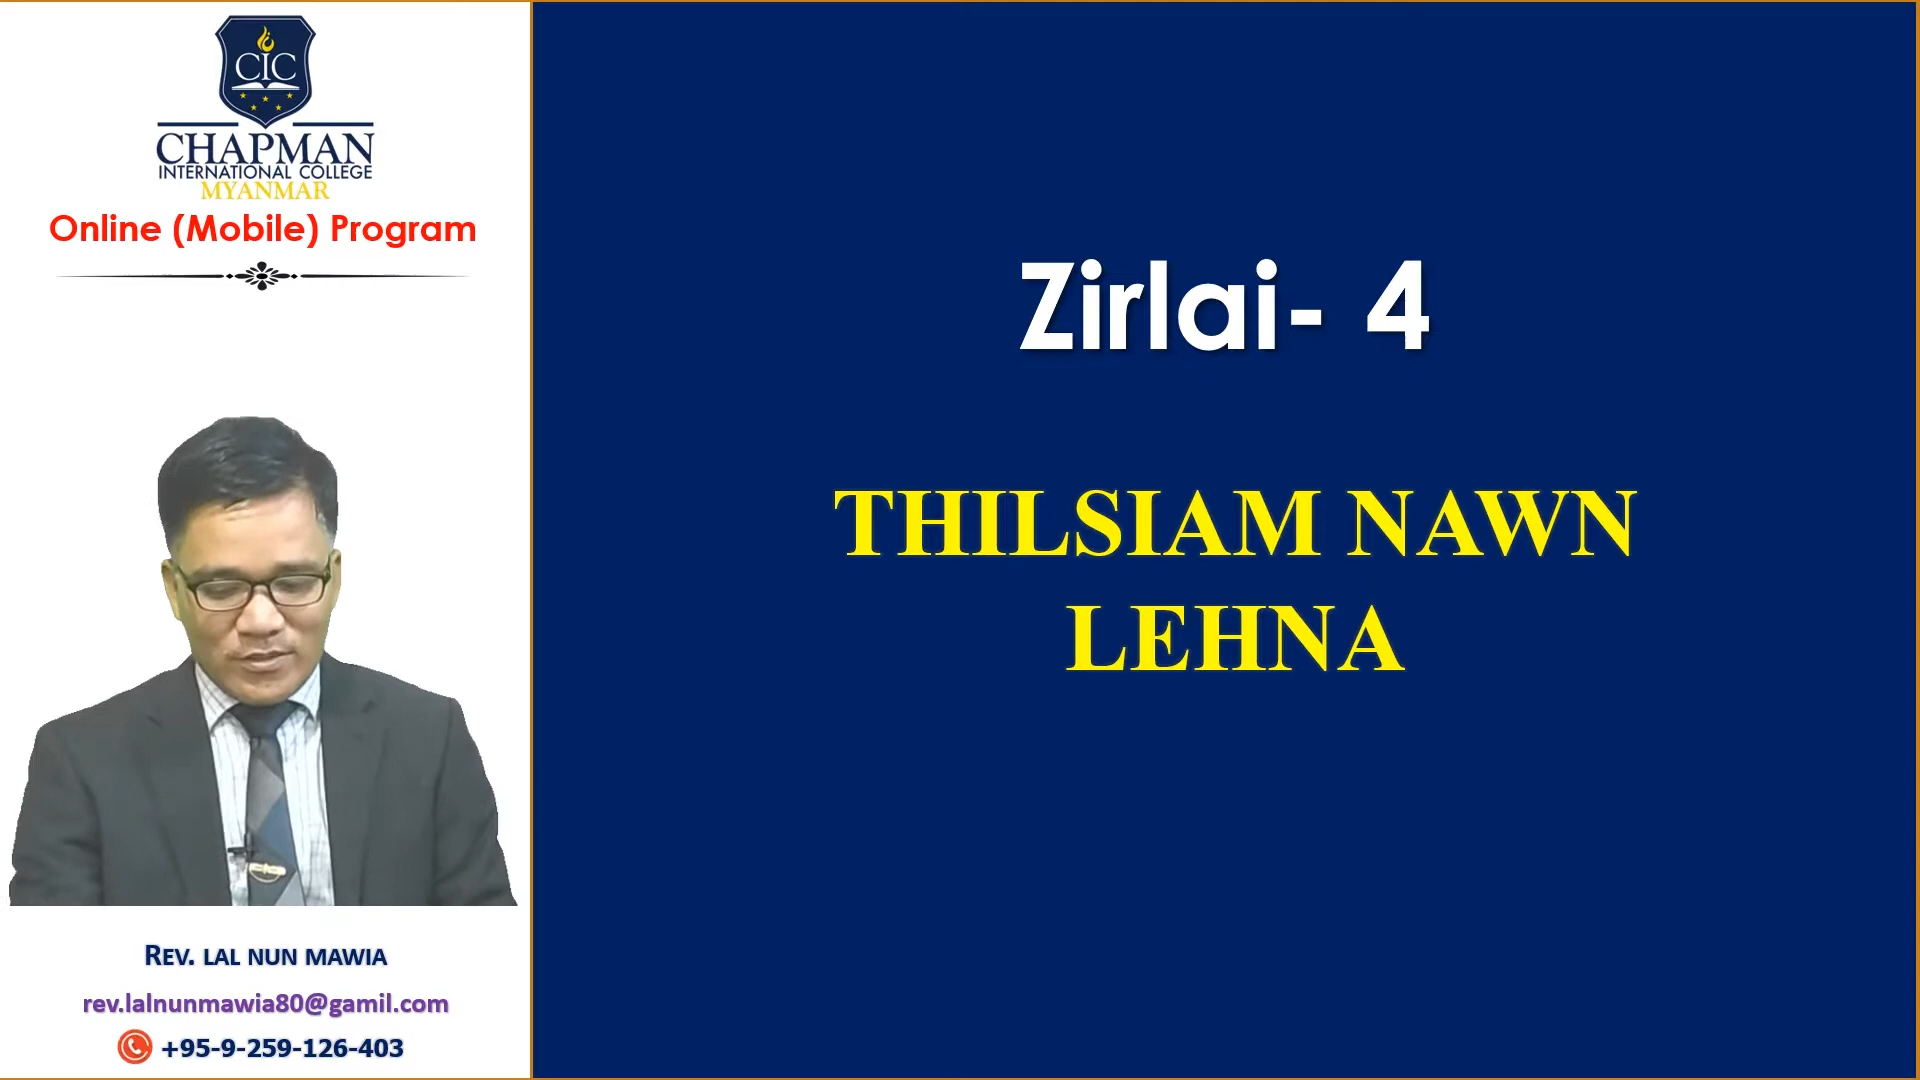 CIC
CHAPMAN
INTERNATIONAL COLLEGE
MYANMAR
Online (Mobile) Program
REV. LAL NUN MAWIA
rev.lalnunmawia80@gamil.com
+95-9-259-126-403
Zirlai- 4
THILSIAM NAWN
LEHNA